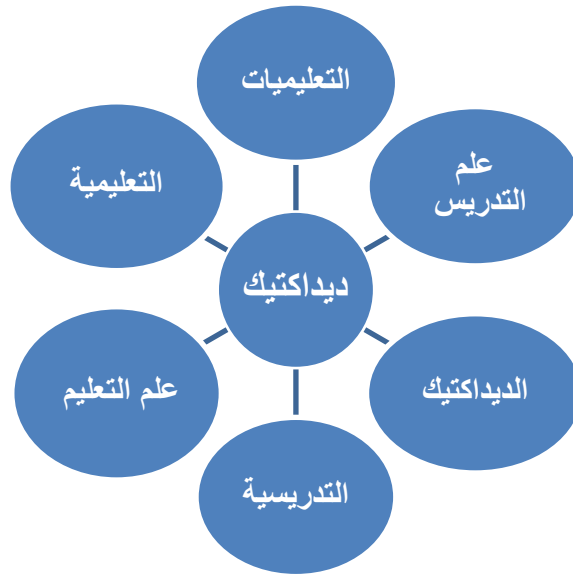 التعليميات
علم
التدريس
الديداكتيك
التدريسية
علم التعليم
التعليمية
ديداكتيك